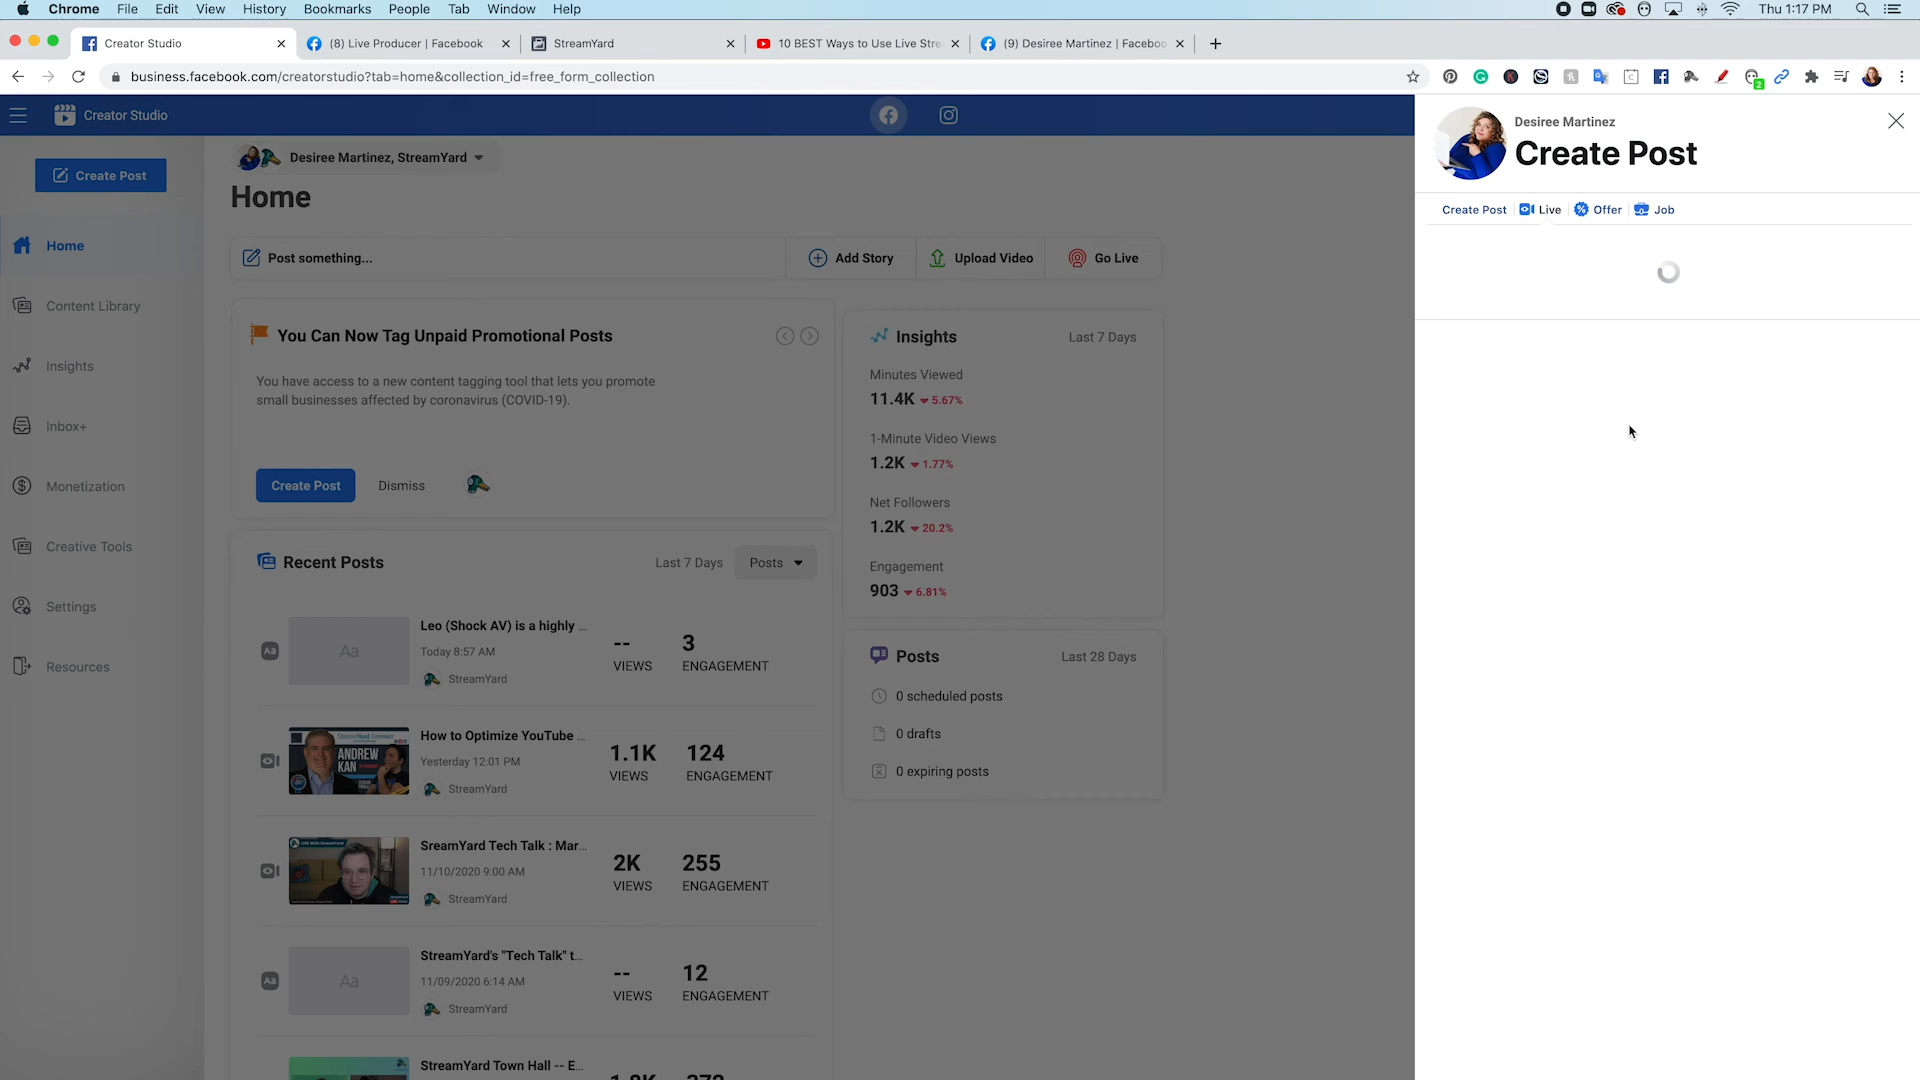 Chrome File Edit View History Bookmarks People Tab Window Help Thu 1:17 PM
Creator Studio
(8) Live Producer | Facebook
StreamYard
10 BEST Ways to Use Live Stre
(9) Desiree Martinez | Faceboo
business.facebook.com/creatorstudio?tab=home&collection_id=free_form_collection
2
Creator Studio
Create Post
Home
Content Library
Insights
Inbox+
Monetization
Creative Tools
Settings
Resources
Desiree Martinez, StreamYard
Home
Post something...
Add Story
Upload Video
Go Live
You Can Now Tag Unpaid Promotional Posts
You have access to a new content tagging tool that lets you promote
small businesses affected by coronavirus (COVID-19).
Create Post
Dismiss
Recent Posts
Last 7 Days
Posts
Aa
Aa
Leo (Shock AV) is a highly ...
Today 8:57 AM
StreamYard
--
VIEWS
3
ENGAGEMENT
ANDREW
KAN
How to Optimize YouTube ...
Yesterday 12:01 PM
StreamYard
1.1K
VIEWS
124
ENGAGEMENT
SreamYard Tech Talk : Mar...
11/10/2020 9:00 AM
StreamYard
2K
VIEWS
255
ENGAGEMENT
Aa
Aa
StreamYard's "Tech Talk" t...
11/09/2020 6:14 AM
StreamYard
--
VIEWS
12
ENGAGEMENT
StreamYard Town Hall -- E...
Insights
Last 7 Days
Minutes Viewed
11.4K 5.67%
1-Minute Video Views
1.2K 1.77%
Net Followers
1.2K 20.2%
Engagement
903 6.81%
Posts
Last 28 Days
0 scheduled posts
0 drafts
0 expiring posts
Desiree Martinez
Create Post
Create Post
Live
Offer
Job